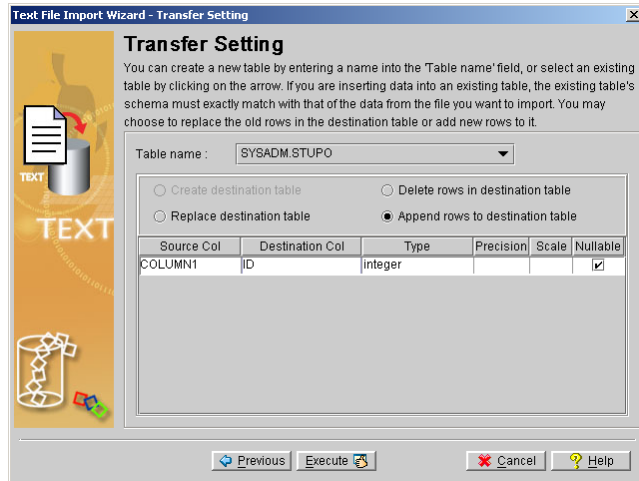 Text File Import Wizard - Transfer Setting
Transfer Setting
You can create a new table by entering a name into the 'Table name' field, or select an existing
table by clicking on the arrow. If you are inserting data into an existing table, the existing table's
schema must exactly match with that of the data from the file you want to import. You may
choose to replace the old rows in the destination table or add new rows to it.
Table name : SYSADM.STUPO
Create destination table Delete rows in destination table
Replace destination table Append rows to destination table
Source Col Destination Col Type Precision Scale Nullable
COLUMN1 ID integer
TEXT
TEXT
Previous Execute Cancel Help